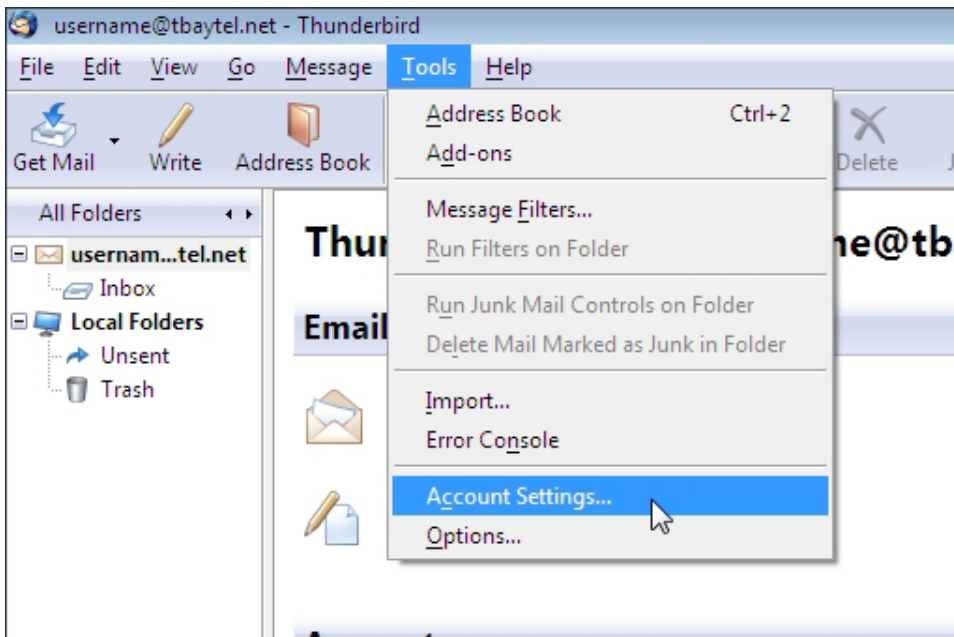 username@tbaytel.net - Thunderbird
File Edit View Go Message Tools Help
Get Mail Write Address Book Delete
Address Book Ctrl+2
Add-ons
Message Filters...
Run Filters on Folder
Run Junk Mail Controls on Folder
Delete Mail Marked as Junk in Folder
Import...
Error Console
Account Settings...
Options...
All Folders
usernam...tel.net
Inbox
Local Folders
Unsent
Trash
Thu me@tb
Email